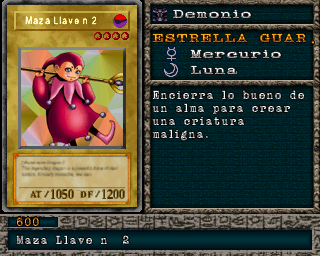 Maza Llave n 2
AT/1050 DF/1200
Demonio
ESTRELLA GUAR.
Mercurio
Luna
Encierra lo bueno de
un alma para crear
una criatura
maligna.
600
Maza Llave n 2